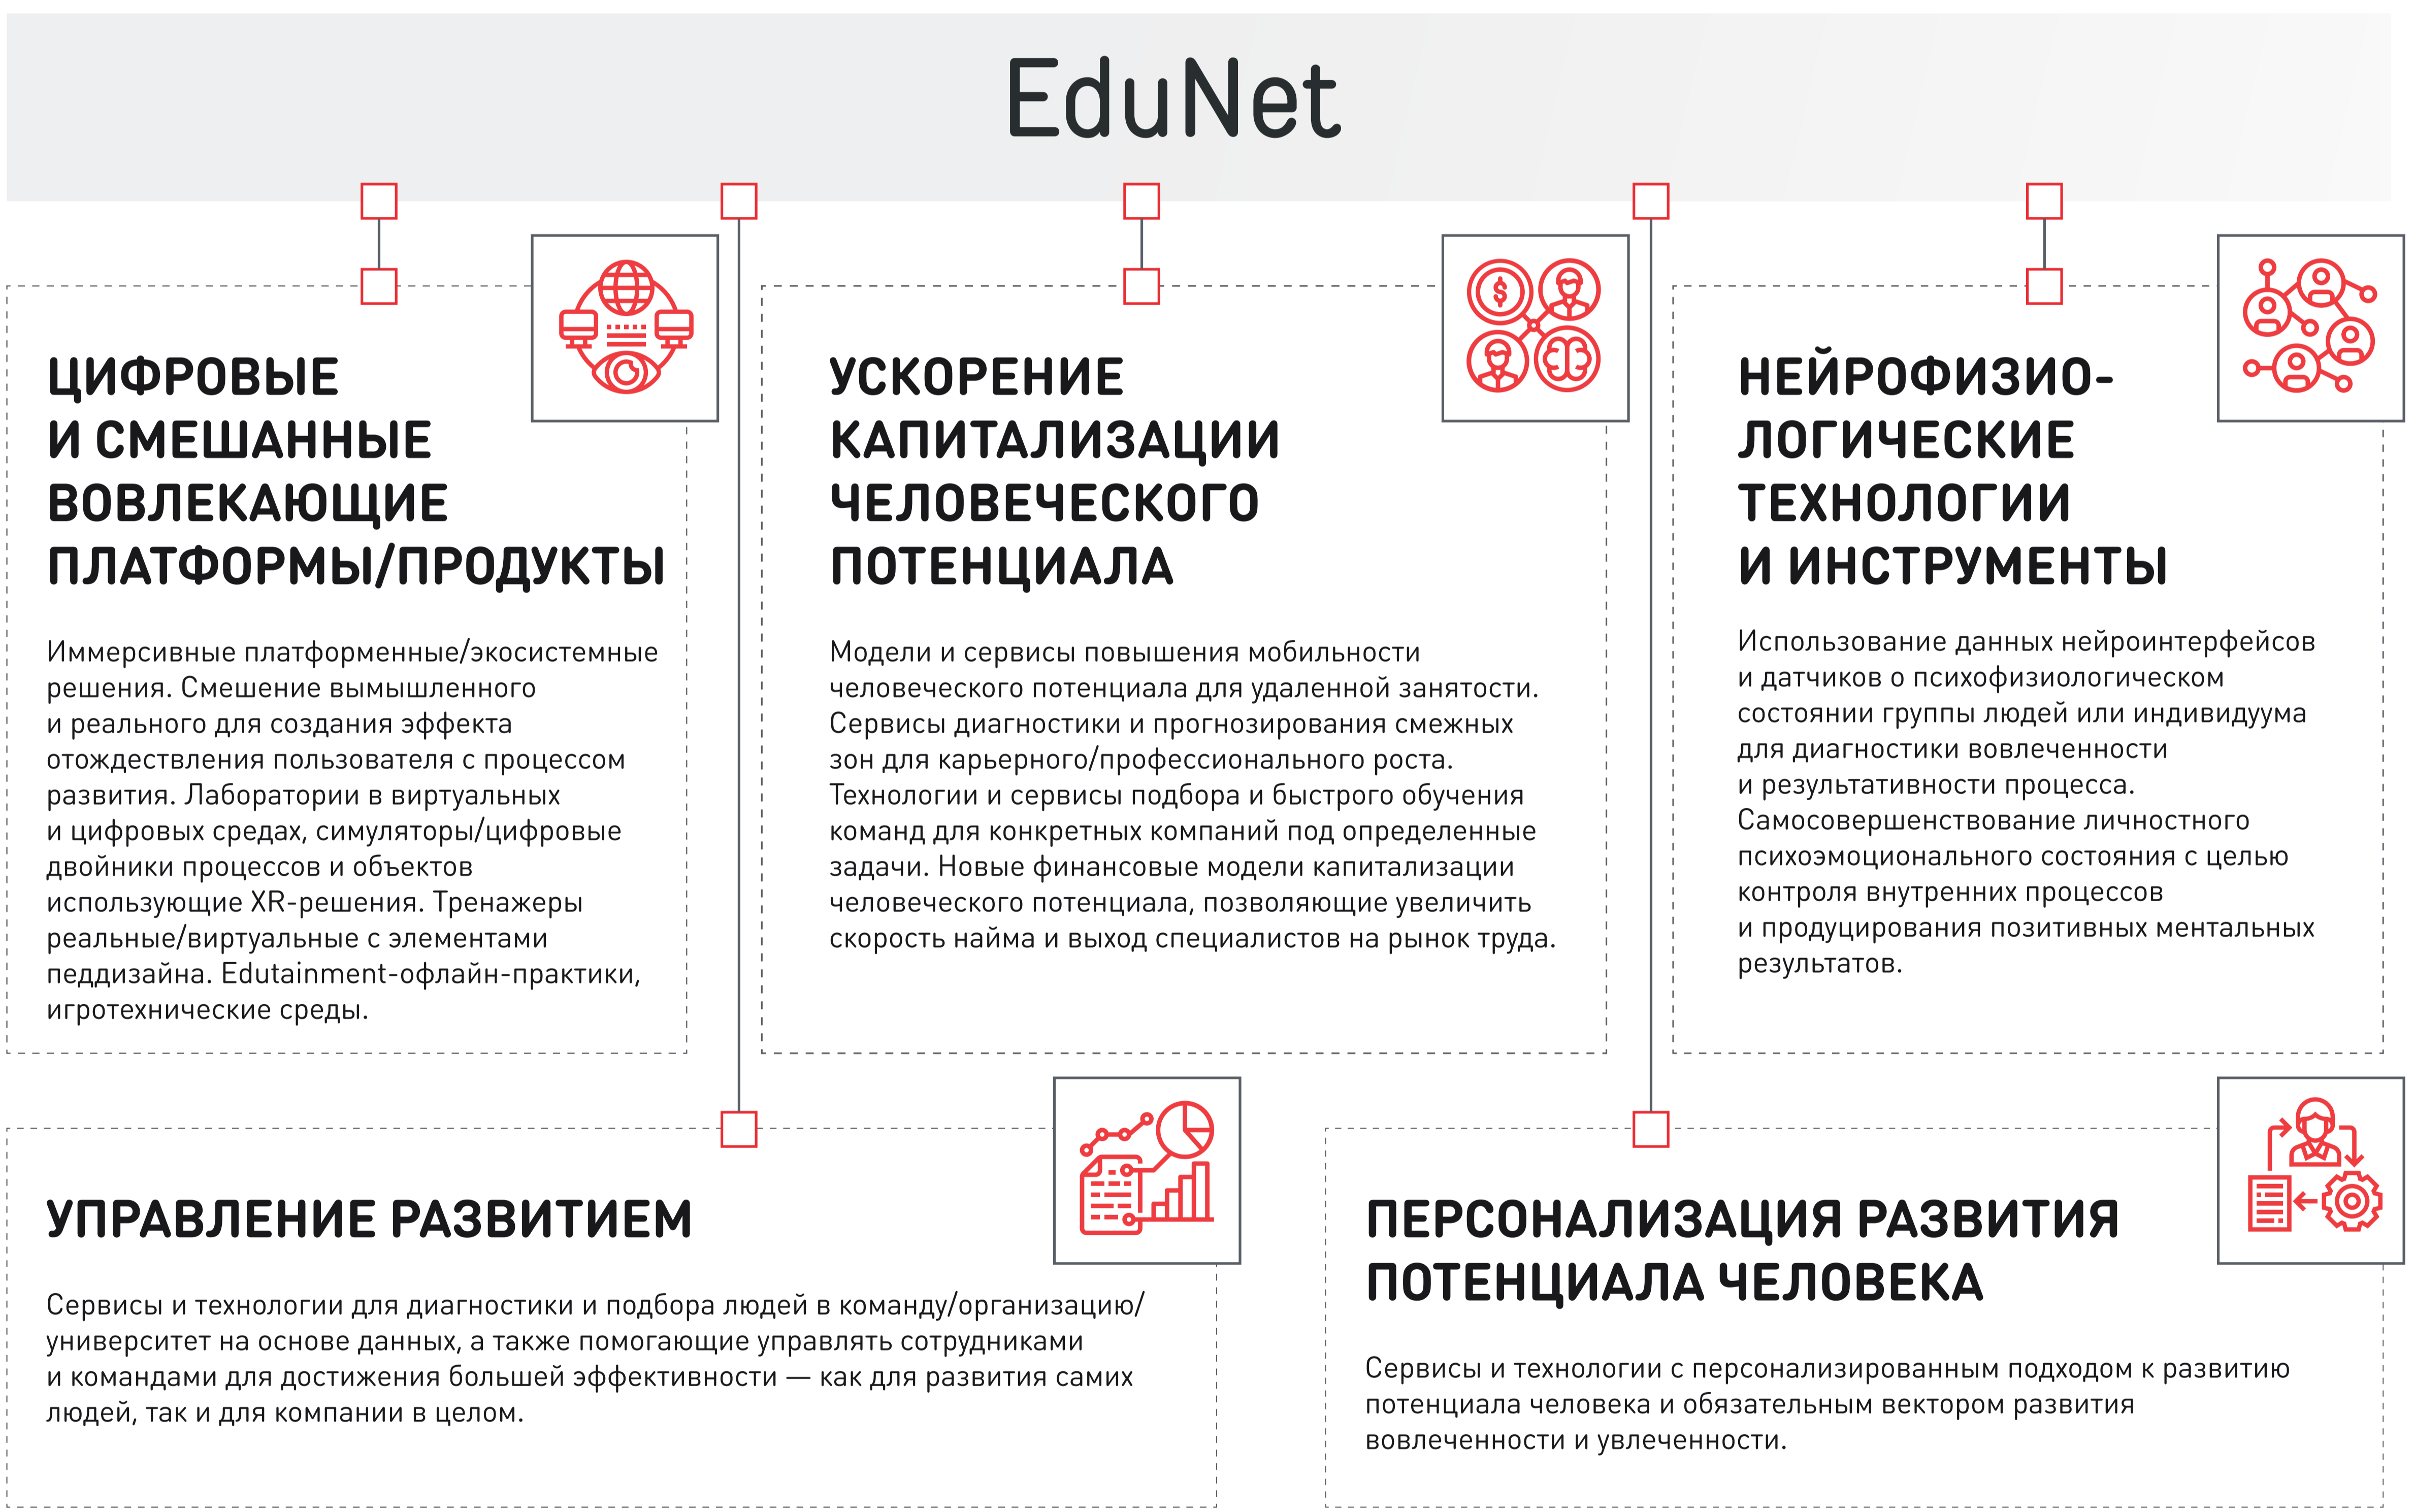 EduNet
ЦИФРОВЫЕ
И СМЕШАННЫЕ
ВОВЛЕКАЮЩИЕ
ПЛАТФОРМЫ/ПРОДУКТЫ
Иммерсивные платформенные/экосистемные
решения. Смешение вымышленного
и реального для создания эффекта
отождествления пользователя с процессом
развития. Лаборатории в виртуальных
и цифровых средах, симуляторы/цифровые
двойники процессов и объектов
использующие XR-решения. Тренажеры
реальные/виртуальные с элементами
педдизайна. Edutainment-офлайн-практики,
игротехнические среды.
УСКОРЕНИЕ
КАПИТАЛИЗАЦИИ
ЧЕЛОВЕЧЕСКОГО
ПОТЕНЦИАЛА
Модели и сервисы повышения мобильности
человеческого потенциала для удаленной занятости.
Сервисы диагностики и прогнозирования смежных
зон для карьерного/профессионального роста.
Технологии и сервисы подбора и быстрого обучения
команд для конкретных компаний под определенные
задачи. Новые финансовые модели капитализации
человеческого потенциала, позволяющие увеличить
скорость найма и выход специалистов на рынок труда.
НЕЙРОФИЗИО-
ЛОГИЧЕСКИЕ
ТЕХНОЛОГИИ
И ИНСТРУМЕНТЫ
Использование данных нейроинтерфейсов
и датчиков о психофизиологическом
состоянии группы людей или индивидуума
для диагностики вовлеченности
и результативности процесса.
Самосовершенствование личностного
психоэмоционального состояния с целью
контроля внутренних процессов
и продуцирования позитивных ментальных
результатов.
УПРАВЛЕНИЕ РАЗВИТИЕМ
Сервисы и технологии для диагностики и подбора людей в команду/организацию/
университет на основе данных, а также помогающие управлять сотрудниками
и командами для достижения большей эффективности — как для развития самих
людей, так и для компании в целом.
ПЕРСОНАЛИЗАЦИЯ РАЗВИТИЯ
ПОТЕНЦИАЛА ЧЕЛОВЕКА
Сервисы и технологии с персонализированным подходом к развитию
потенциала человека и обязательным вектором развития
вовлеченности и увлеченности.